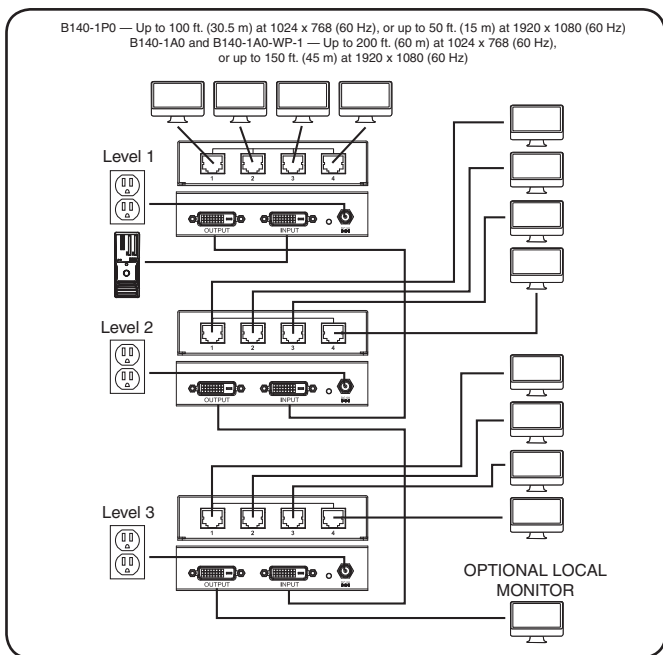 B140-1P0 — Up to 100 ft. (30.5 m) at 1024 x 768 (60 Hz), or up to 50 ft. (15 m) at 1920 x 1080 (60 Hz)
B140-1A0 and B140-1A0-WP-1 — Up to 200 ft. (60 m) at 1024 x 768 (60 Hz),
or up to 150 ft. (45 m) at 1920 x 1080 (60 Hz)
Level 1
1 2 3 4
OUTPUT INPUT
Level 2
1 2 3 4
OUTPUT INPUT
Level 3
1 2 3 4
OUTPUT INPUT
OPTIONAL LOCAL
MONITOR